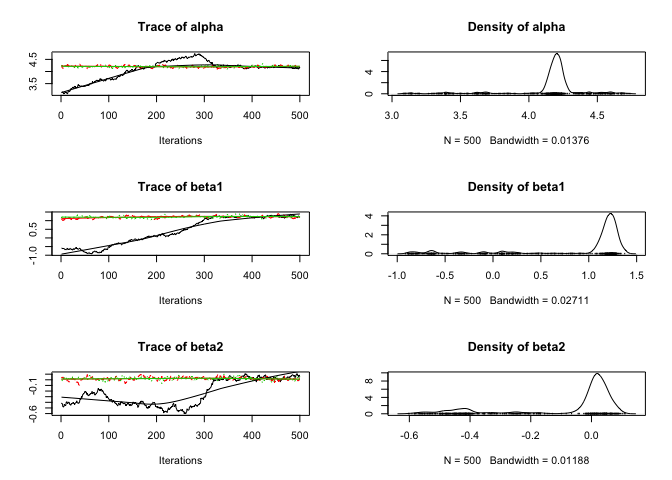 Trace of alpha
4.5
3.5
0 100 200 300 400 500
Iterations
Density of alpha
4
0
3.0 3.5 4.0 4.5
N = 500 Bandwidth = 0.01376
Trace of beta1
0.5
-1.0
0 100 200 300 400 500
Iterations
Density of beta1
4
2
0
-1.0 -0.5 0.0 0.5 1.0 1.5
N = 500 Bandwidth = 0.02711
Trace of beta2
-0.1
-0.6
0 100 200 300 400 500
Iterations
Density of beta2
8
4
0
-0.6 -0.4 -0.2 0.0
N = 500 Bandwidth = 0.01188